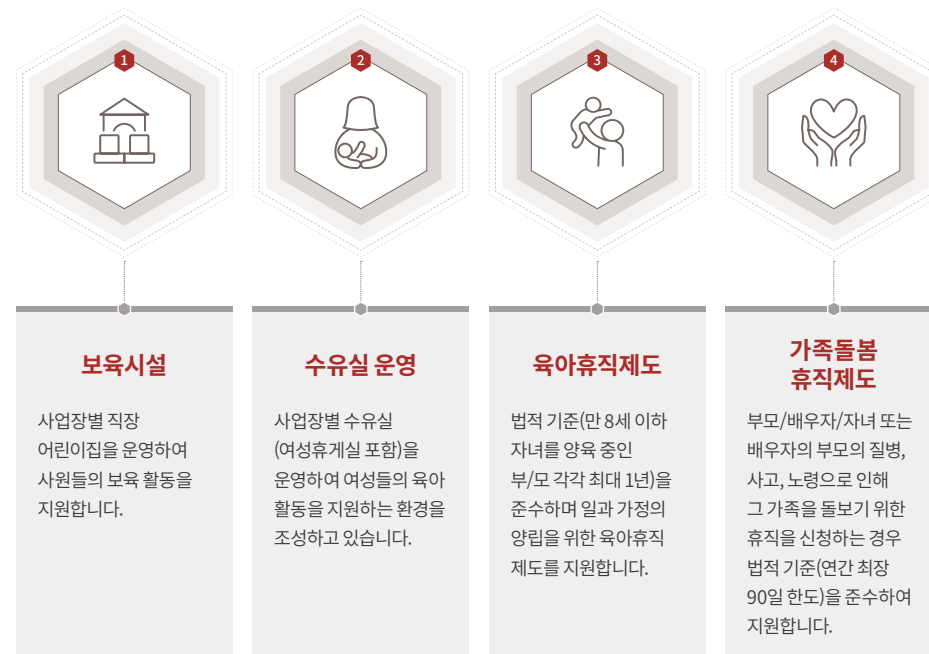 1
보육시설
사업장별 직장
어린이집을 운영하여
사원들의 보육 활동을
지원합니다.
2
수유실 운영
사업장별 수유실
(여성휴게실 포함)을
운영하여 여성들의 육아
활동을 지원하는 환경을
조성하고 있습니다.
3
육아휴직제도
법적 기준(만 8세 이하
자녀를 양육 중인
부/모 각각 최대 1년)을
준수하며 일과 가정의
양립을 위한 육아휴직
제도를 지원합니다.
4
가족돌봄
휴직제도
부모/배우자/자녀 또는
배우자의 부모의 질병,
사고, 노령으로 인해
그 가족을 돌보기 위한
휴직을 신청하는 경우
법적 기준(연간 최장
90일 한도)을 준수하여
지원합니다.